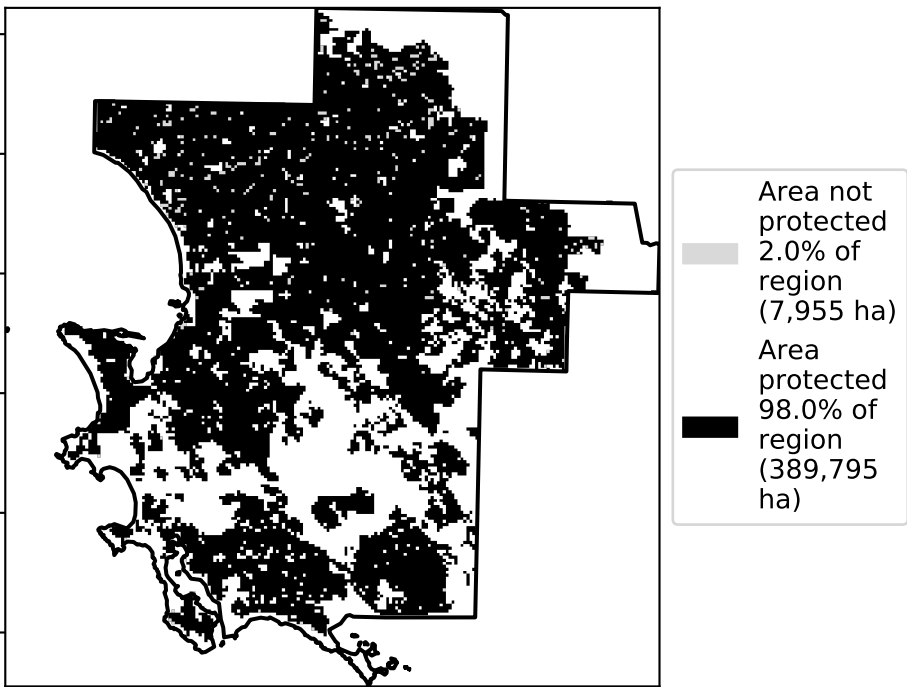 Area not
protected
2.0% of
region
(7,955 ha)
Area
protected
98.0% of
region
(389,795
ha)